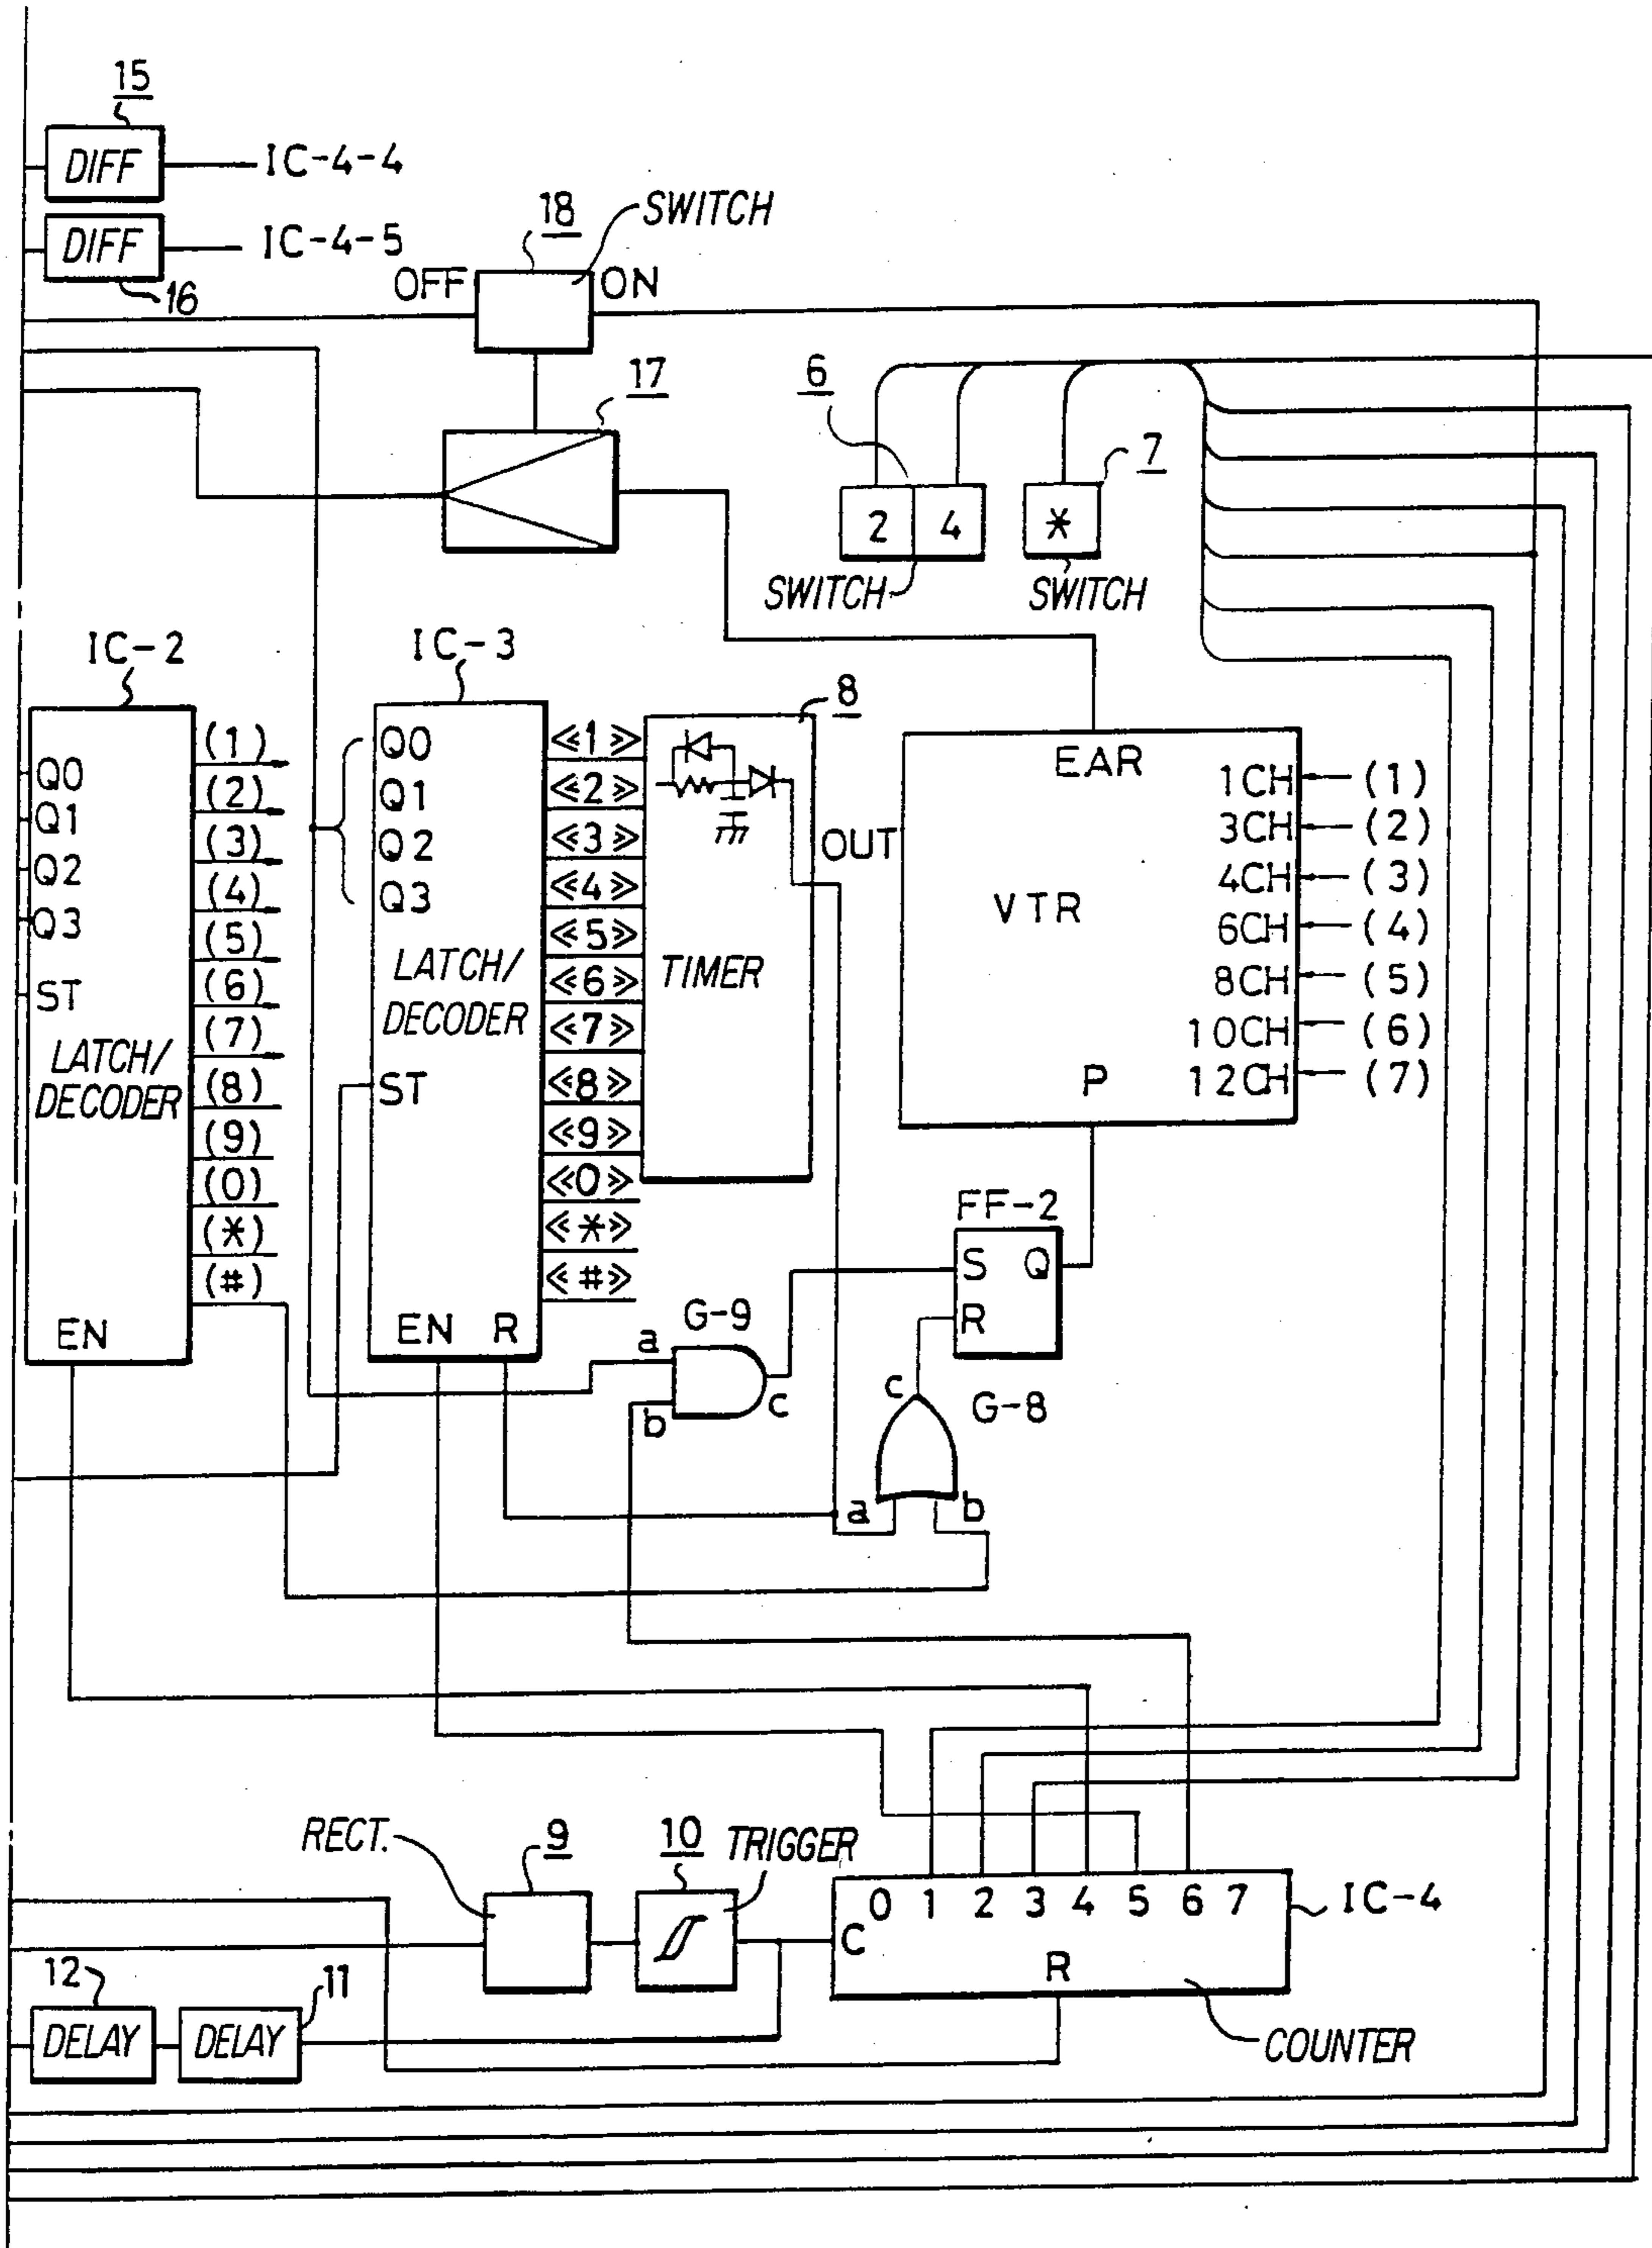 15
DIFF IC-4-4
DIFF IC-4-5
16
18 SWITCH
OFF ON
17
6
7
2 4
*
SWITCH
SWITCH
IC-2
IC-3
8
Q0
Q1
Q2
Q3
ST
LATCH/
DECODER
EN
(1)
(2)
(3)
(4)
(5)
(6)
(7)
(8)
(9)
(0)
(*)
(#)
Q0
Q1
Q2
Q3
LATCH/
DECODER
ST
EN R
≪1≫
≪2≫
≪3≫
≪4≫
≪5≫
≪6≫
≪7≫
≪8≫
≪9≫
≪0≫
≪*≫
≪#≫
TIMER
OUT
EAR
VTR
P
1CH (1)
3CH (2)
4CH (3)
6CH (4)
8CH (5)
10CH (6)
12CH (7)
FF-2
S Q
R
G-9
a
b
c
G-8
c
a b
RECT.
9
10 TRIGGER
0 1 2 3 4 5 6 7
C
R
IC-4
COUNTER
12
11
DELAY DELAY